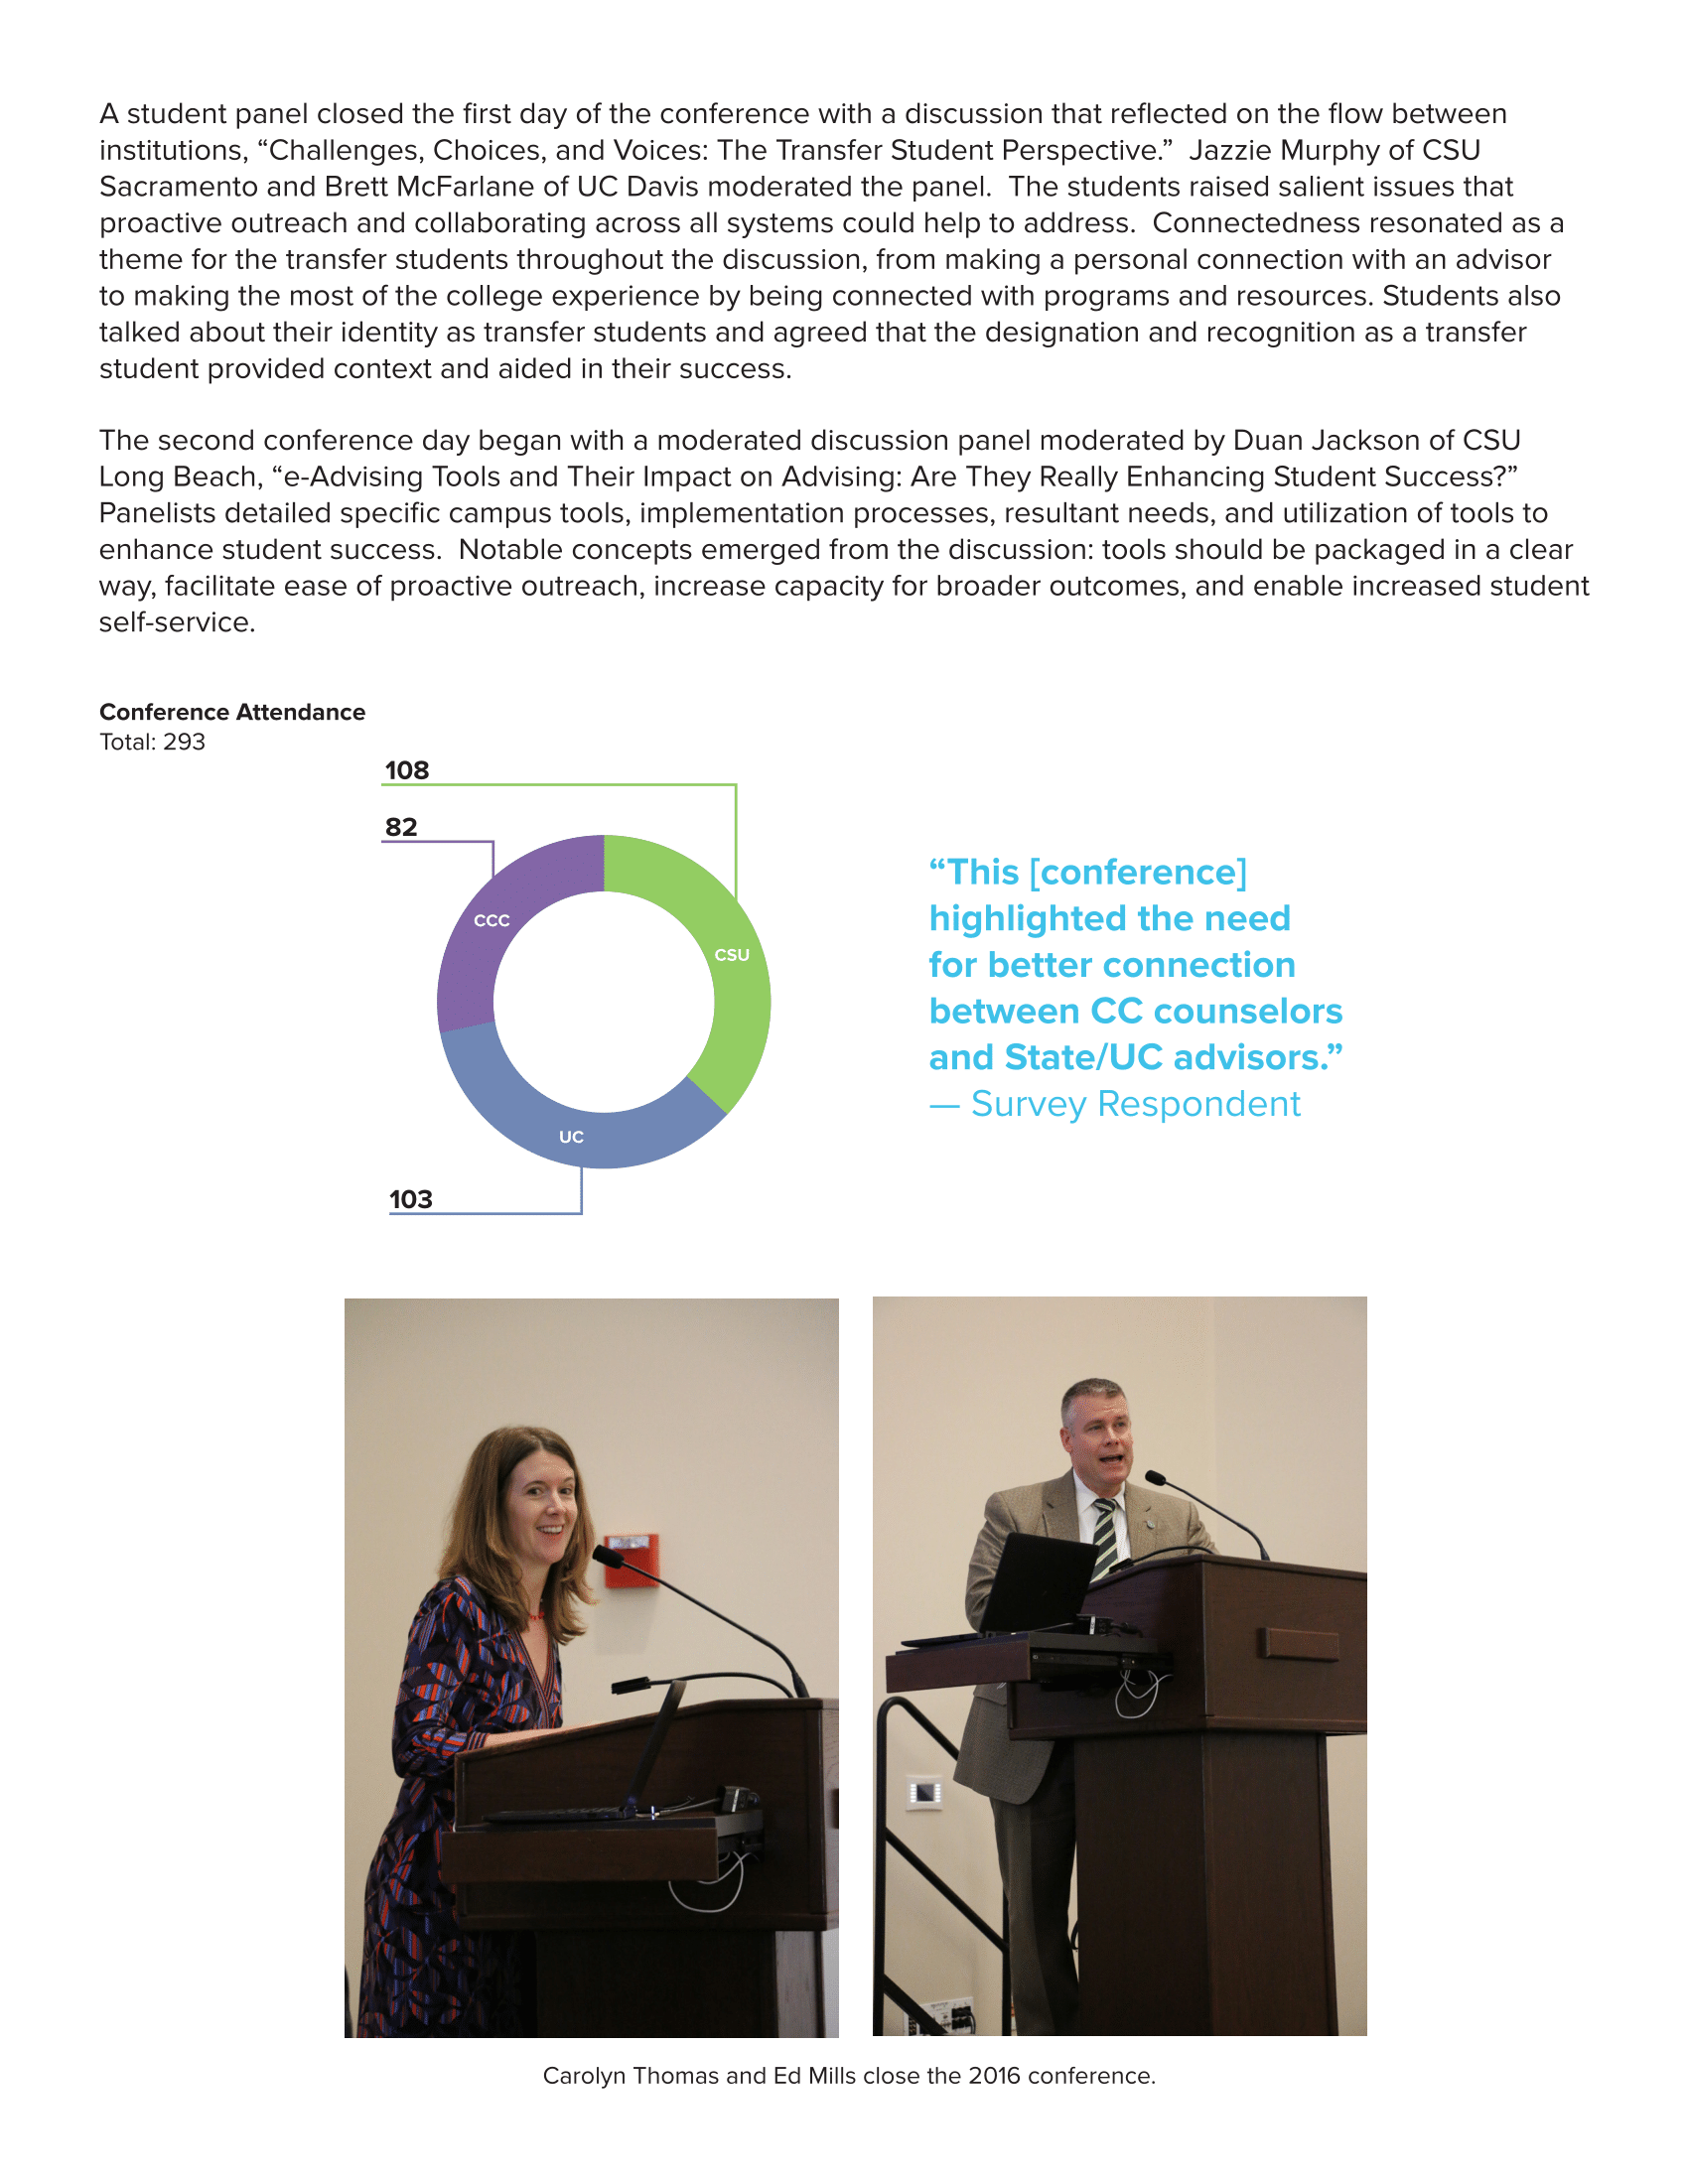 A student panel closed the first day of the conference with a discussion that reflected on the flow between
institutions, “Challenges, Choices, and Voices: The Transfer Student Perspective.”  Jazzie Murphy of CSU
Sacramento and Brett McFarlane of UC Davis moderated the panel.  The students raised salient issues that
proactive outreach and collaborating across all systems could help to address.  Connectedness resonated as a
theme for the transfer students throughout the discussion, from making a personal connection with an advisor
to making the most of the college experience by being connected with programs and resources. Students also
talked about their identity as transfer students and agreed that the designation and recognition as a transfer
student provided context and aided in their success.
The second conference day began with a moderated discussion panel moderated by Duan Jackson of CSU
Long Beach, “e-Advising Tools and Their Impact on Advising: Are They Really Enhancing Student Success?”
Panelists detailed specific campus tools, implementation processes, resultant needs, and utilization of tools to
enhance student success.  Notable concepts emerged from the discussion: tools should be packaged in a clear
way, facilitate ease of proactive outreach, increase capacity for broader outcomes, and enable increased student
self-service.
Conference Attendance
Total: 293
108
82
CCC
CSU
UC
103
“This [conference]
highlighted the need
for better connection
between CC counselors
and State/UC advisors.”
— Survey Respondent
Carolyn Thomas and Ed Mills close the 2016 conference.